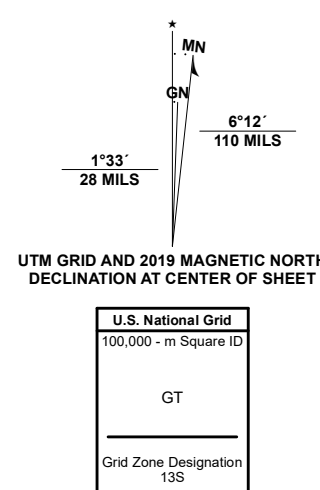 ★
MN
GN
6°12´
110 MILS
1°33´
28 MILS
UTM GRID AND 2019 MAGNETIC NORTH
DECLINATION AT CENTER OF SHEET
U.S. National Grid
100,000 - m Square ID
GT
Grid Zone Designation
13S